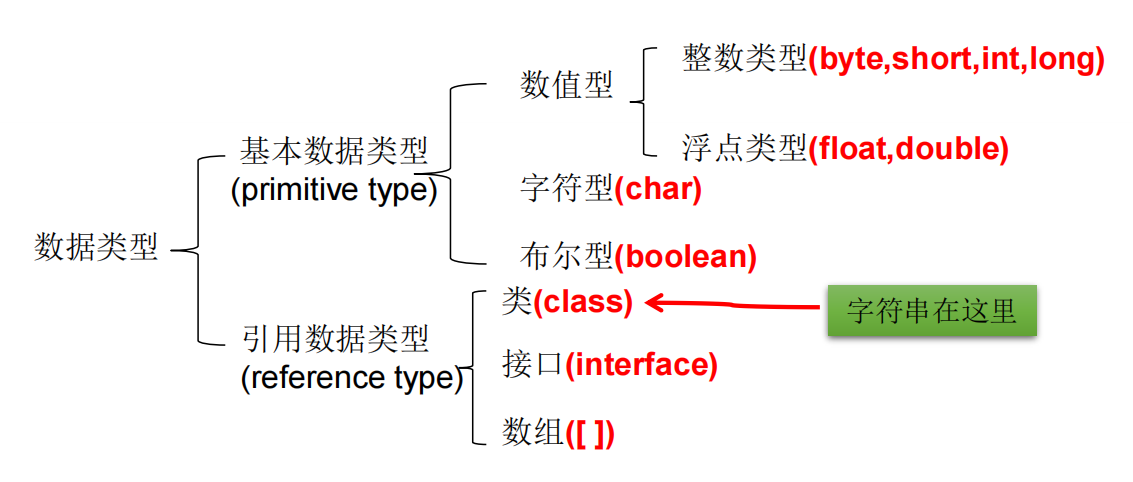 整数类型(byte,short,int,long)
数值型
浮点类型(float,double)
基本数据类型
(primitive type)
字符型(char)
数据类型
布尔型(boolean)
类(class)
字符串在这里
引用数据类型
(reference type)
接口(interface)
数组([ ])